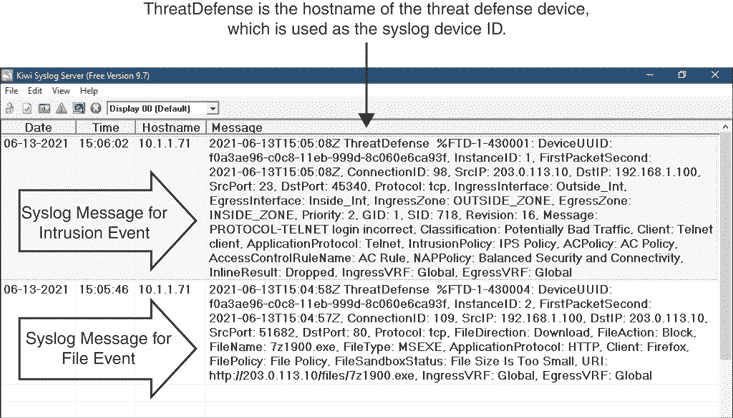 ThreatDefense is the hostname of the threat defense device,
which is used as the syslog device ID.
Kiwi Syslog Server (Free Version 9.7)
File Edit View Help
Display 00 (Default)
Date Time Hostname Message
06-13-2021 15:06:02 10.1.1.71 2021-06-13T15:05:08Z ThreatDefense %FTD-1-430001: DeviceUUID:
f0a3ae96-c0c8-11eb-999d-8c060e6ca93f, InstanceID: 1, FirstPacketSecond:
2021-06-13T15:05:08Z, ConnectionID: 98, SrcIP: 203.0.113.10, DstIP: 192.168.1.100,
SrcPort: 23, DstPort: 45340, Protocol: tcp, IngressInterface: Outside_Int,
EgressInterface: Inside_Int, IngressZone: OUTSIDE_ZONE, EgressZone:
INSIDE_ZONE, Priority: 2, GID: 1, SID: 718, Revision: 16, Message:
PROTOCOL-TELNET login incorrect, Classification: Potentially Bad Traffic, Client: Telnet
client, ApplicationProtocol: Telnet, IntrusionPolicy: IPS Policy, ACPolicy: AC Policy,
AccessControlRuleName: AC Rule, NAPPolicy: Balanced Security and Connectivity,
InlineResult: Dropped, IngressVRF: Global, EgressVRF: Global
Syslog Message for
Intrusion Event
06-13-2021 15:05:46 10.1.1.71 2021-06-13T15:04:58Z ThreatDefense %FTD-1-430004: DeviceUUID:
f0a3ae96-c0c8-11eb-999d-8c060e6ca93f, InstanceID: 2, FirstPacketSecond:
2021-06-13T15:04:57Z, ConnectionID: 109, SrcIP: 192.168.1.100, DstIP: 203.0.113.10,
SrcPort: 51682, DstPort: 80, Protocol: tcp, FileDirection: Download, FileAction: Block,
FileName: 7z1900.exe, FileType: MSEXE, ApplicationProtocol: HTTP, Client: Firefox,
FilePolicy: File Policy, FileSandboxStatus: File Size Is Too Small, URI:
http://203.0.113.10/files/7z1900.exe, IngressVRF: Global, EgressVRF: Global
Syslog Message for
File Event